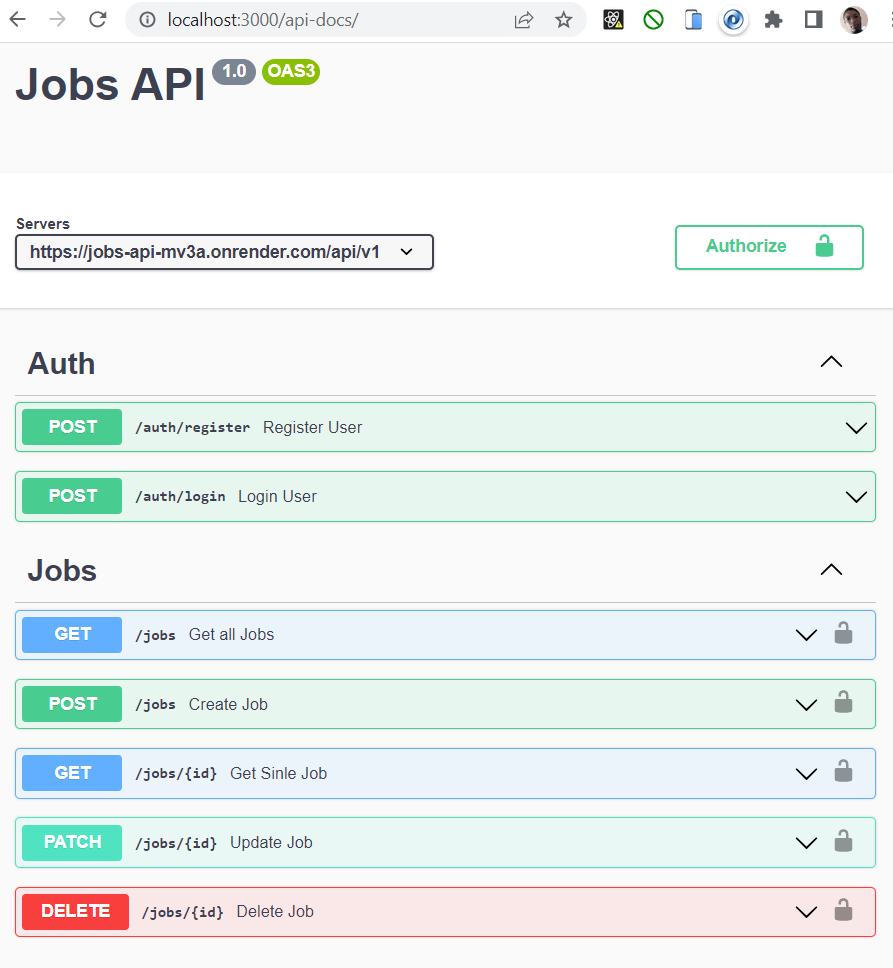 localhost:3000/api-docs/
Jobs API 1.0 OAS3
Servers
https://jobs-api-mv3a.onrender.com/api/v1
Authorize
Auth
POST /auth/register Register User
POST /auth/login Login User
Jobs
GET /jobs Get all Jobs
POST /jobs Create Job
GET /jobs/{id} Get Sinle Job
PATCH /jobs/{id} Update Job
DELETE /jobs/{id} Delete Job